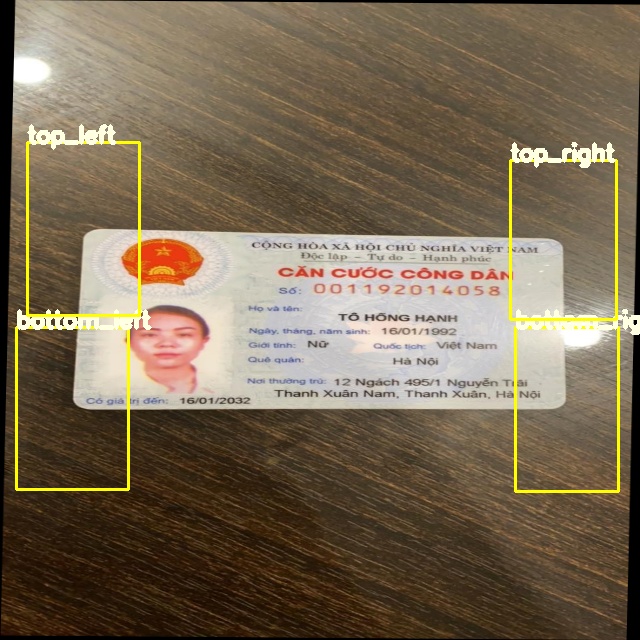 top_left
top_right
CỘNG HÒA XÃ HỘI CHỦ NGHĨA VIỆT NAM
Độc lập - Tự do - Hạnh phúc
CĂN CƯỚC CÔNG DÂN
Số: 001192014058
Họ và tên:
TÔ HỒNG HẠNH
Ngày, tháng, năm sinh: 16/01/1992
Giới tính: Nữ Quốc tịch: Việt Nam
Quê quán: Hà Nội
Nơi thường trú: 12 Ngách 495/1 Nguyễn Trãi
Thanh Xuân Nam, Thanh Xuân, Hà Nội
Có giá trị đến: 16/01/2032
bottom_left
bottom_rig